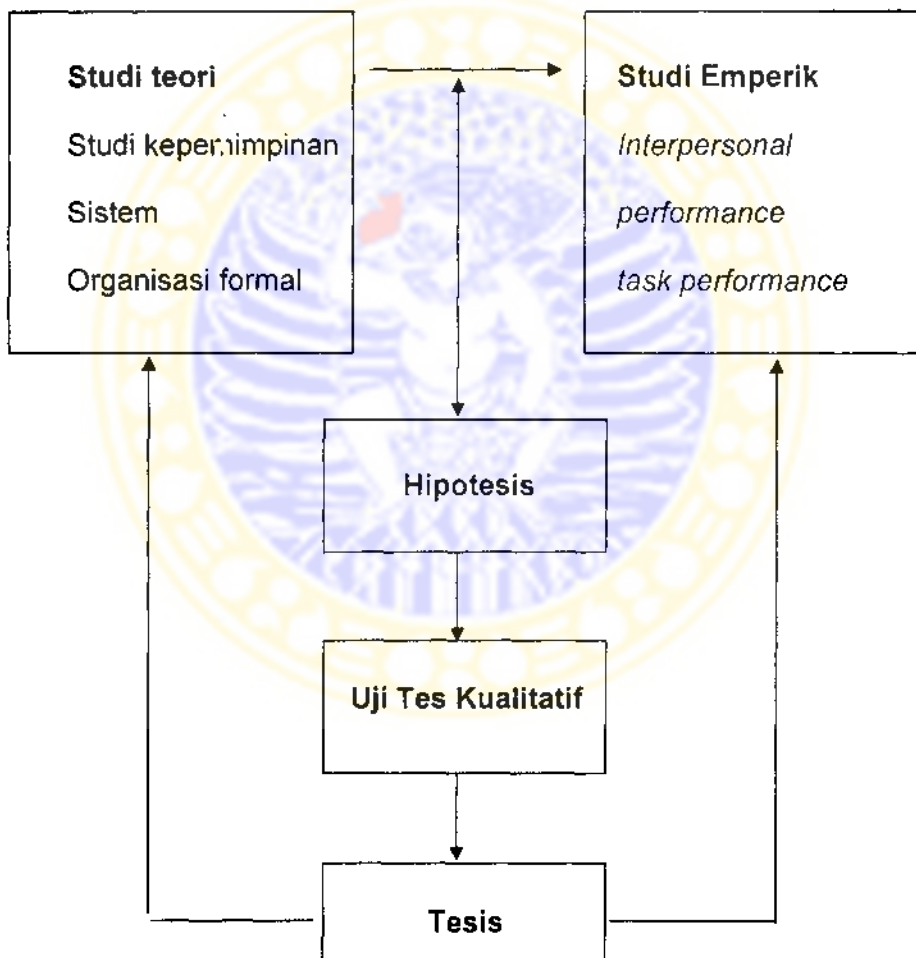 Studi teori
Studi kepemimpinan
Sistem
Organisasi formal
Studi Emperik
Interpersonal
performance
task performance
Hipotesis
Uji Tes Kualitatif
Tesis